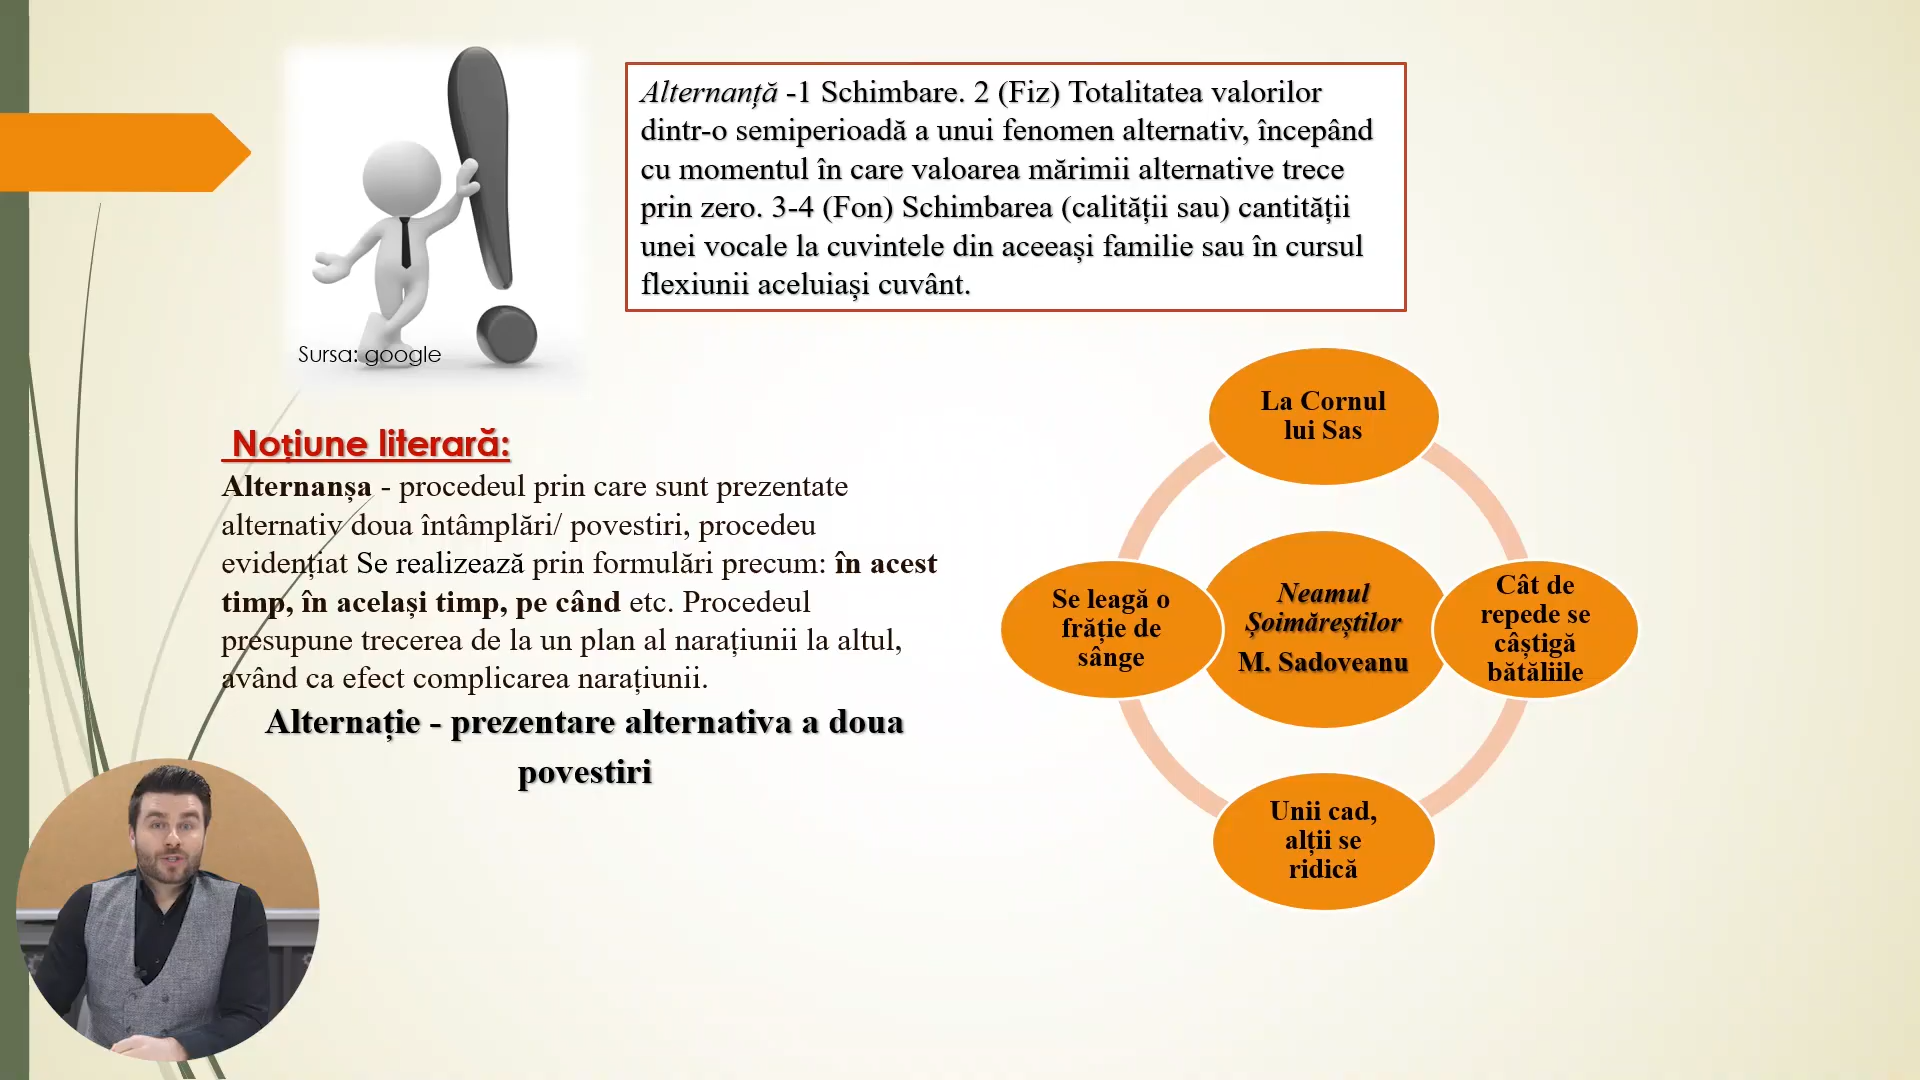 Alternanță -1 Schimbare. 2 (Fiz) Totalitatea valorilor
dintr-o semiperioadă a unui fenomen alternativ, începând
cu momentul în care valoarea mărimii alternative trece
prin zero. 3-4 (Fon) Schimbarea (calității sau) cantității
unei vocale la cuvintele din aceeași familie sau în cursul
flexiunii aceluiași cuvânt.
Sursa: google
Noțiune literară:
Alternanșa - procedeul prin care sunt prezentate
alternativ doua întâmplări/ povestiri, procedeu
evidențiat Se realizează prin formulări precum: în acest
timp, în același timp, pe când etc. Procedeul
presupune trecerea de la un plan al narațiunii la altul,
având ca efect complicarea narațiunii.
Alternație - prezentare alternativa a doua
povestiri
La Cornul
lui Sas
Se leagă o
frăție de
sânge
Neamul
Șoimăreștilor
M. Sadoveanu
Cât de
repede se
câștigă
bătăliile
Unii cad,
alții se
ridică